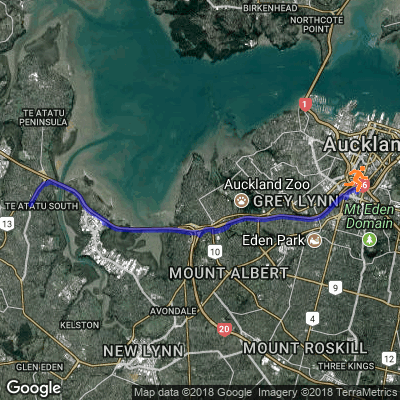 BIRKENHEAD
NORTHCOTE
POINT
1
TE ATATU
PENINSULA
Aucklan
6
Auckland Zoo
GREY LYNN
TE ATATU SOUTH
Mt Eden
Domain
13
Eden Park
10
MOUNT ALBERT
9
AVONDALE
4
20
KELSTON
NEW LYNN
MOUNT ROSKILL
12
GLEN EDEN
THREE KINGS
Google
Map data ©2018 Google Imagery ©2018 TerraMetrics